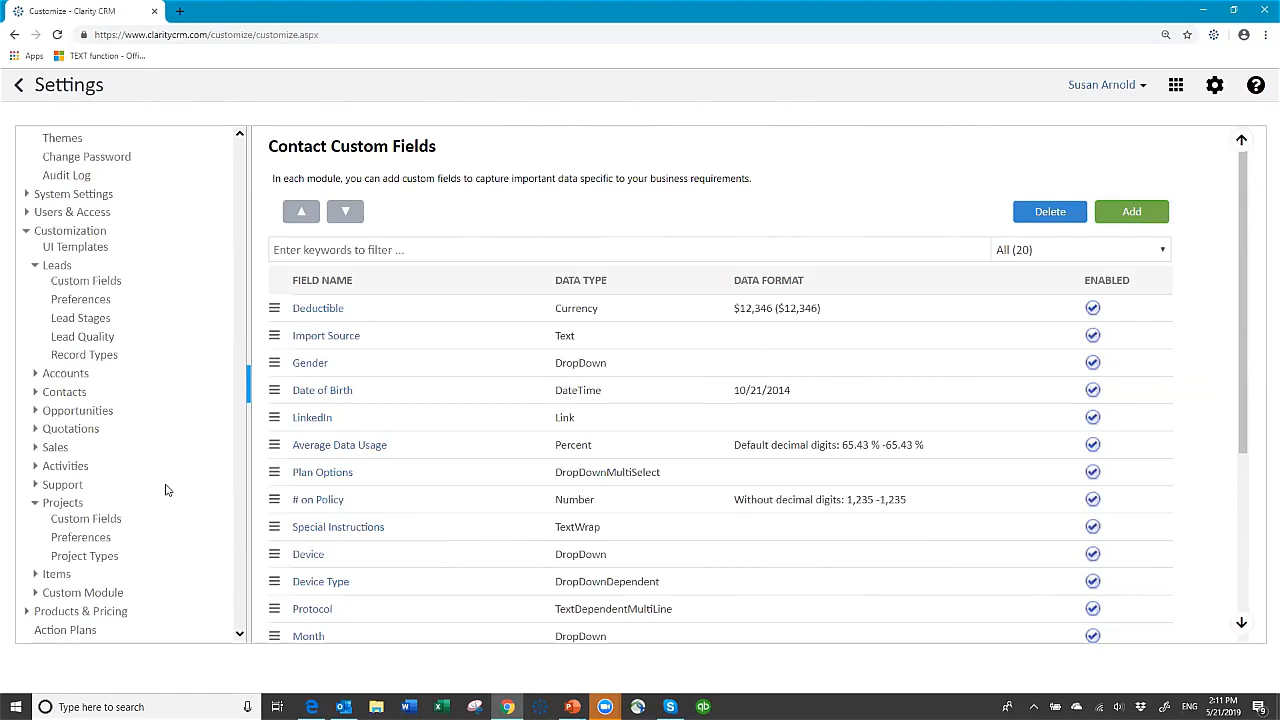 Customize - Clarity CRM
https://www.claritycrm.com/customize/customize.aspx
Apps
TEXT function - Offi...
Settings
Susan Arnold
Themes
Change Password
Audit Log
System Settings
Users & Access
Customization
UI Templates
Leads
Custom Fields
Preferences
Lead Stages
Lead Quality
Record Types
Accounts
Contacts
Opportunities
Quotations
Sales
Activities
Support
Projects
Custom Fields
Preferences
Project Types
Items
Custom Module
Products & Pricing
Action Plans
Contact Custom Fields
In each module, you can add custom fields to capture important data specific to your business requirements.
Delete
Add
Enter keywords to filter ...
All (20)
FIELD NAME DATA TYPE DATA FORMAT ENABLED
Deductible Currency $12,346 ($12,346)
Import Source Text
Gender DropDown
Date of Birth DateTime 10/21/2014
LinkedIn Link
Average Data Usage Percent Default decimal digits: 65.43 % -65.43 %
Plan Options DropDownMultiSelect
# on Policy Number Without decimal digits: 1,235 -1,235
Special Instructions TextWrap
Device DropDown
Device Type DropDownDependent
Protocol TextDependentMultiLine
Month DropDown
Type here to search
ENG
2:11 PM
5/21/2019